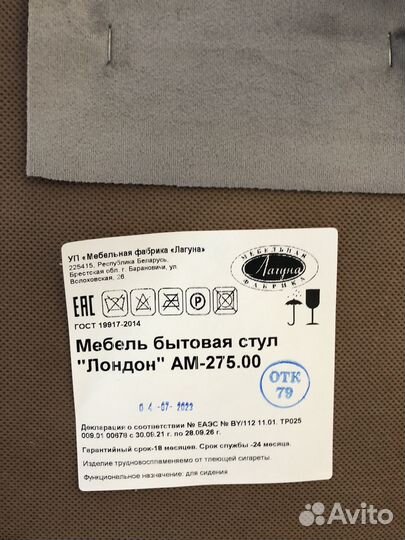 УП «Мебельная фабрика «Лагуна»
225415, Республика Беларусь,
Брестская обл. г. Барановичи, ул
Волоховская, 26
МЕБЕЛЬНАЯ
Лагуна
ФАБРИКА
ЕАС
P
ГОСТ 19917-2014
Мебель бытовая стул
"Лондон" АМ-275.00
ОТК
79
04-07-2023
Декларация о соответствии № ЕАЭС № BY/112 11.01. ТР025
009.01 00678 с 30.09.21 г. по 28.09.26 г.
Гарантийный срок-18 месяцев. Срок службы -24 месяца.
Изделие трудновоспламеняемо от тлеющей сигареты.
Функциональное назначение: для сидения
Avito